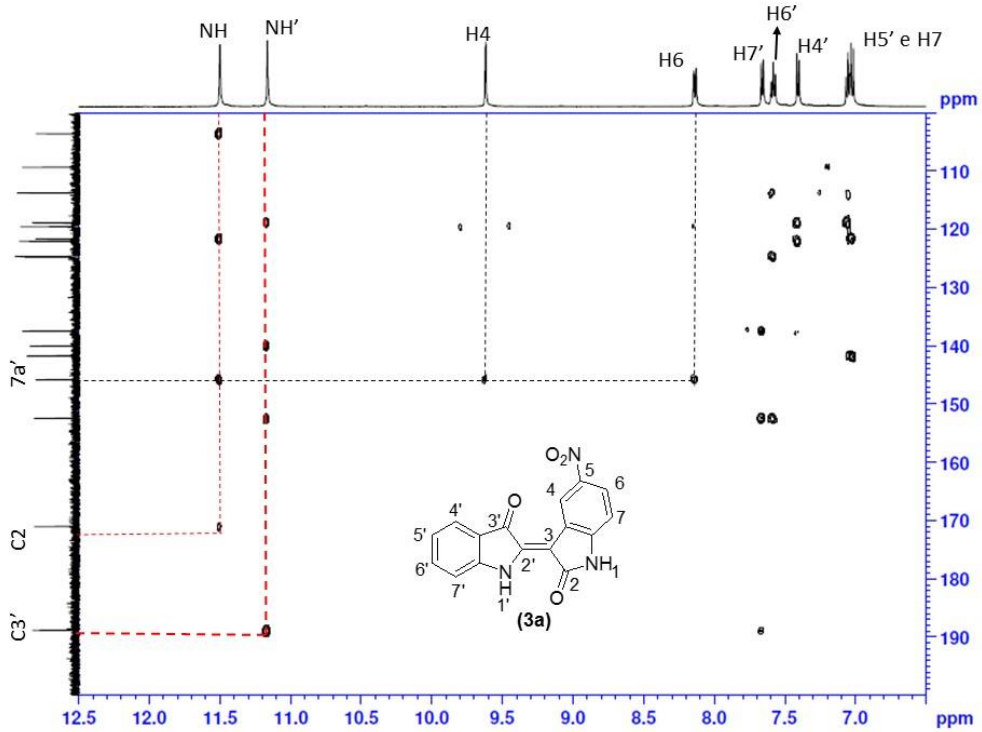 H6’
NH NH’ H4 H6 H7’ H4’ H5’ e H7
ppm
110
120
130
140
7a’
150
160
C2
170
180
C3’
190
O₂N 5 6
4
O
4' 3' 3 7
5'
2'
6' 2 NH 1
7' N O
H
1'
(3a)
12.5 12.0 11.5 11.0 10.5 10.0 9.5 9.0 8.5 8.0 7.5 7.0 ppm